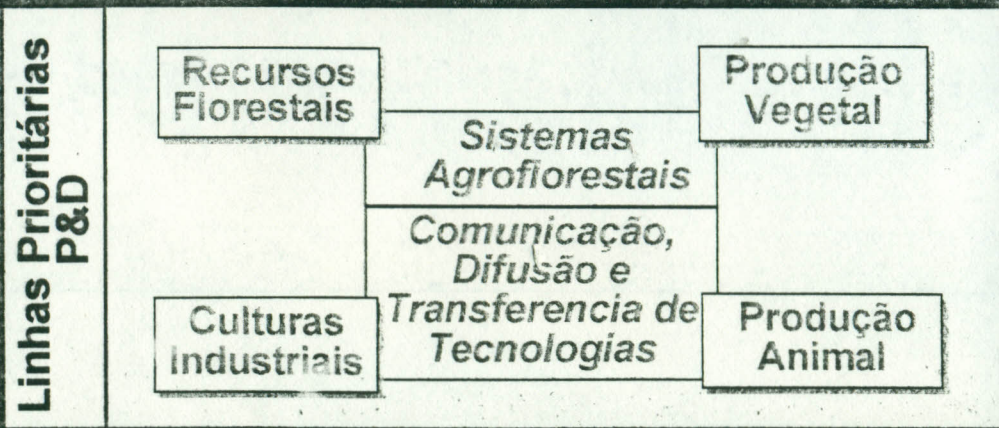 Linhas Prioritárias
P&D
Recursos
Florestais
Produção
Vegetal
Sistemas
Agroflorestais
Comunicação,
Difusão e
Transferencia de
Tecnologias
Culturas
Industriais
Produção
Animal